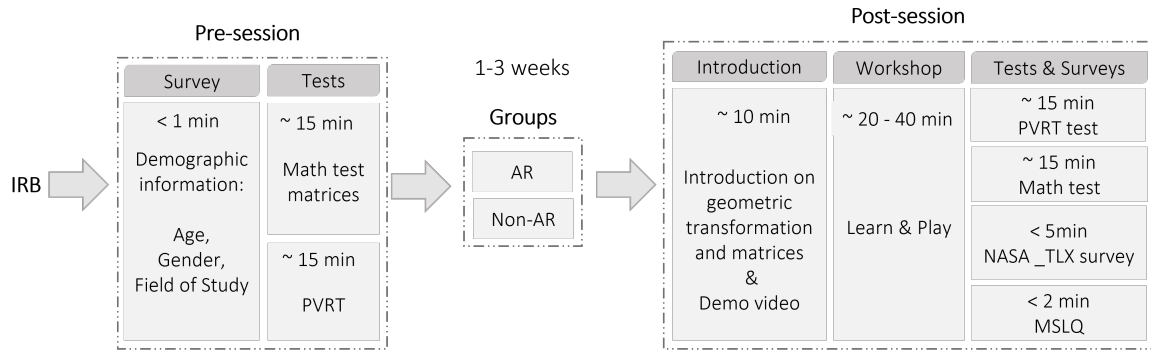 IRB
Pre-session
Survey
< 1 min
Demographic
information:
Age,
Gender,
Field of Study
Tests
~ 15 min
Math test
matrices
~ 15 min
PVRT
1-3 weeks
Groups
AR
Non-AR
Post-session
Introduction
~ 10 min
Introduction on
geometric
transformation
and matrices
&
Demo video
Workshop
~ 20 - 40 min
Learn & Play
Tests & Surveys
~ 15 min
PVRT test
~ 15 min
Math test
< 5min
NASA _TLX survey
< 2 min
MSLQ